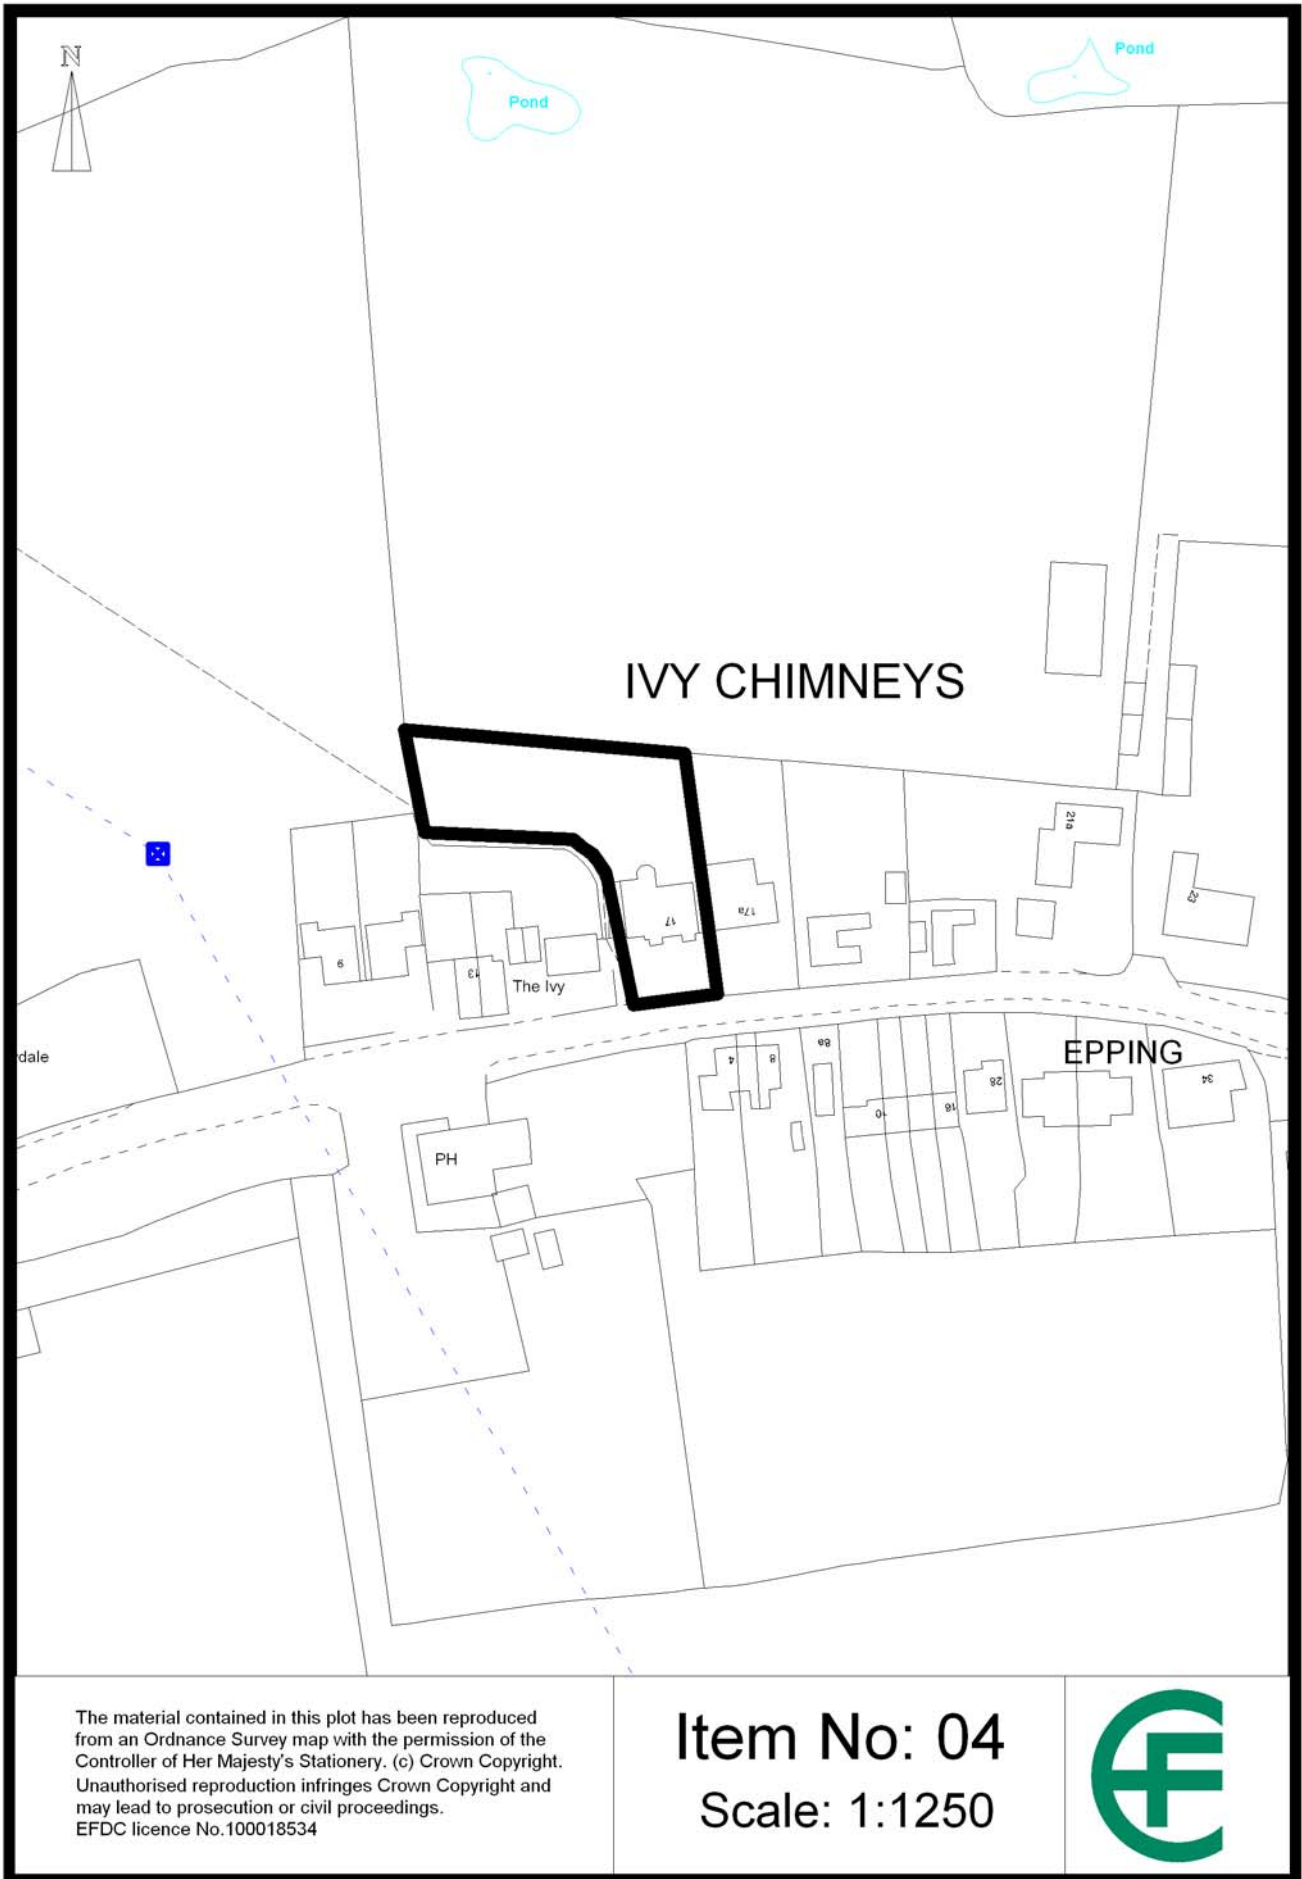 N
Pond
Pond
IVY CHIMNEYS
21a
23
17
17a
9
13
The Ivy
dale
EPPING
4
8
8a
10
16
28
34
PH
The material contained in this plot has been reproduced
from an Ordnance Survey map with the permission of the
Controller of Her Majesty's Stationery. (c) Crown Copyright.
Unauthorised reproduction infringes Crown Copyright and
may lead to prosecution or civil proceedings.
EFDC licence No.100018534
Item No: 04
Scale: 1:1250